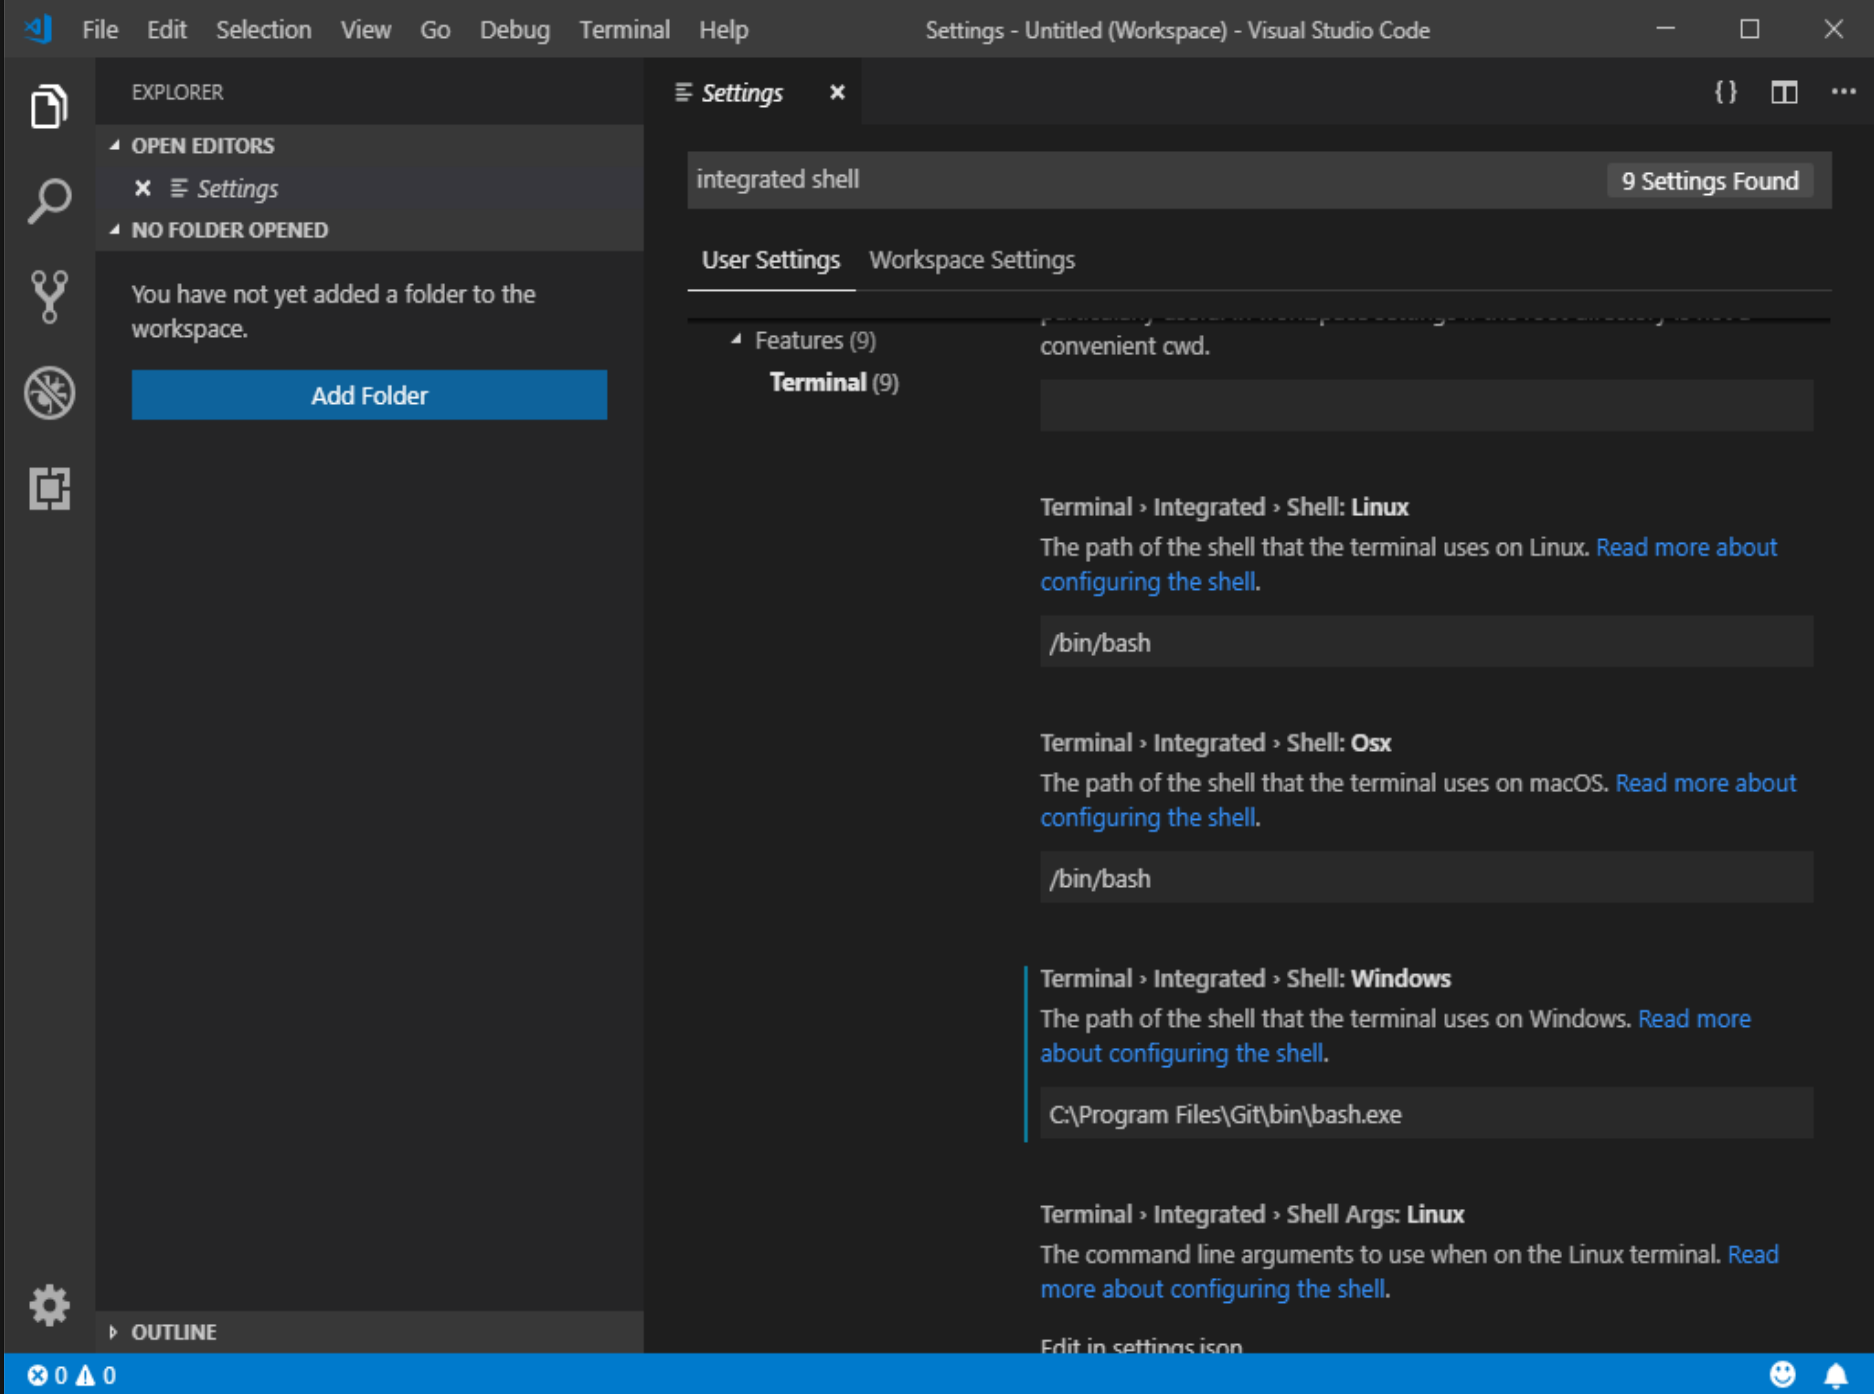 File Edit Selection View Go Debug Terminal Help
Settings - Untitled (Workspace) - Visual Studio Code
EXPLORER
OPEN EDITORS
Settings
NO FOLDER OPENED
You have not yet added a folder to the
workspace.
Add Folder
OUTLINE
Settings
integrated shell
9 Settings Found
User Settings Workspace Settings
Features (9)
Terminal (9)
convenient cwd.
Terminal › Integrated › Shell: Linux
The path of the shell that the terminal uses on Linux. Read more about
configuring the shell.
/bin/bash
Terminal › Integrated › Shell: Osx
The path of the shell that the terminal uses on macOS. Read more about
configuring the shell.
/bin/bash
Terminal › Integrated › Shell: Windows
The path of the shell that the terminal uses on Windows. Read more
about configuring the shell.
C:\Program Files\Git\bin\bash.exe
Terminal › Integrated › Shell Args: Linux
The command line arguments to use when on the Linux terminal. Read
more about configuring the shell.
Edit in settings.json
0 0